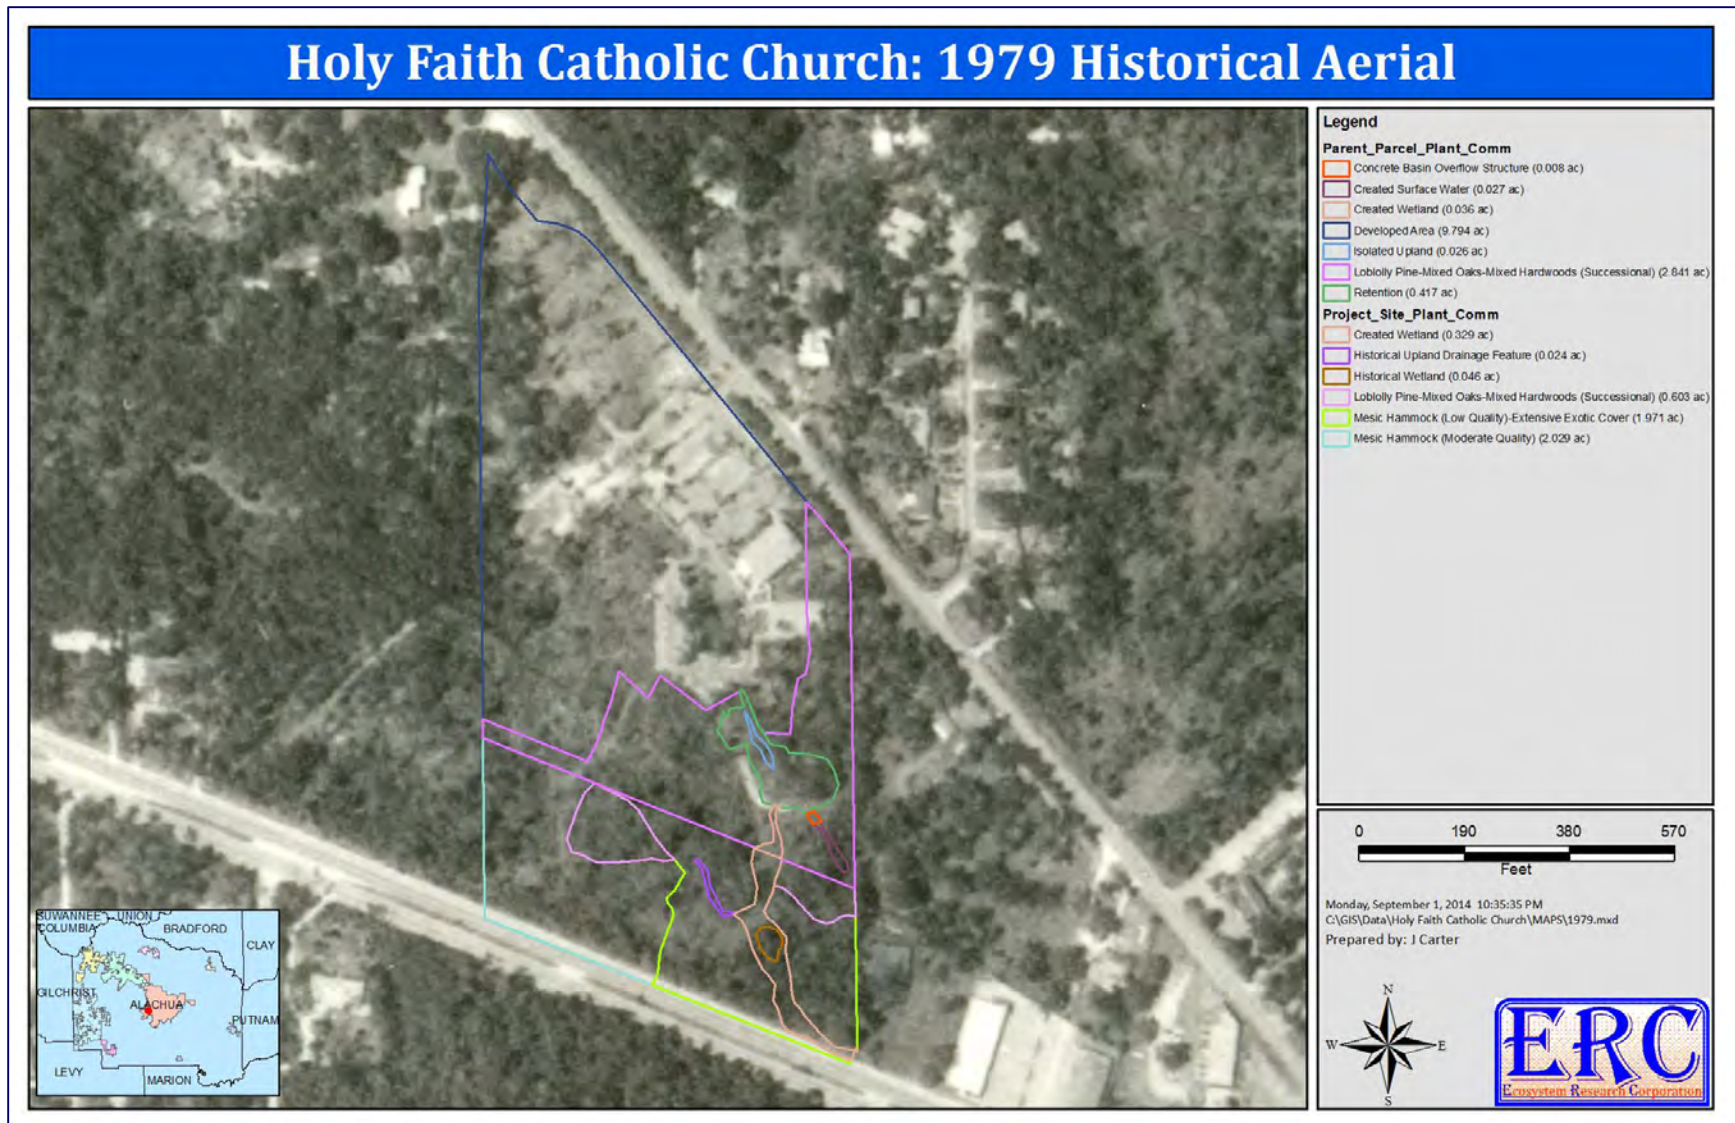 Holy Faith Catholic Church: 1979 Historical Aerial
Legend
Parent_Parcel_Plant_Comm
Concrete Basin Overflow Structure (0.008 ac)
Created Surface Water (0.027 ac)
Created Wetland (0.036 ac)
Developed Area (9.794 ac)
Isolated Upland (0.026 ac)
Loblolly Pine-Mixed Oaks-Mixed Hardwoods (Successional) (2.841 ac)
Retention (0.417 ac)
Project_Site_Plant_Comm
Created Wetland (0.329 ac)
Historical Upland Drainage Feature (0.024 ac)
Historical Wetland (0.046 ac)
Loblolly Pine-Mixed Oaks-Mixed Hardwoods (Successional) (0.603 ac)
Mesic Hammock (Low Quality)-Extensive Exotic Cover (1.971 ac)
Mesic Hammock (Moderate Quality) (2.029 ac)
0 190 380 570
Feet
Monday, September 1, 2014 10:35:35 PM
C:\GIS\Data\Holy Faith Catholic Church\MAPS\1979.mxd
Prepared by: J Carter
N
W E
S
ERC
Ecosystem Research Corporation
SUWANNEE UNION
COLUMBIA BRADFORD
CLAY
GILCHRIST
ALACHUA
PUTNAM
LEVY
MARION